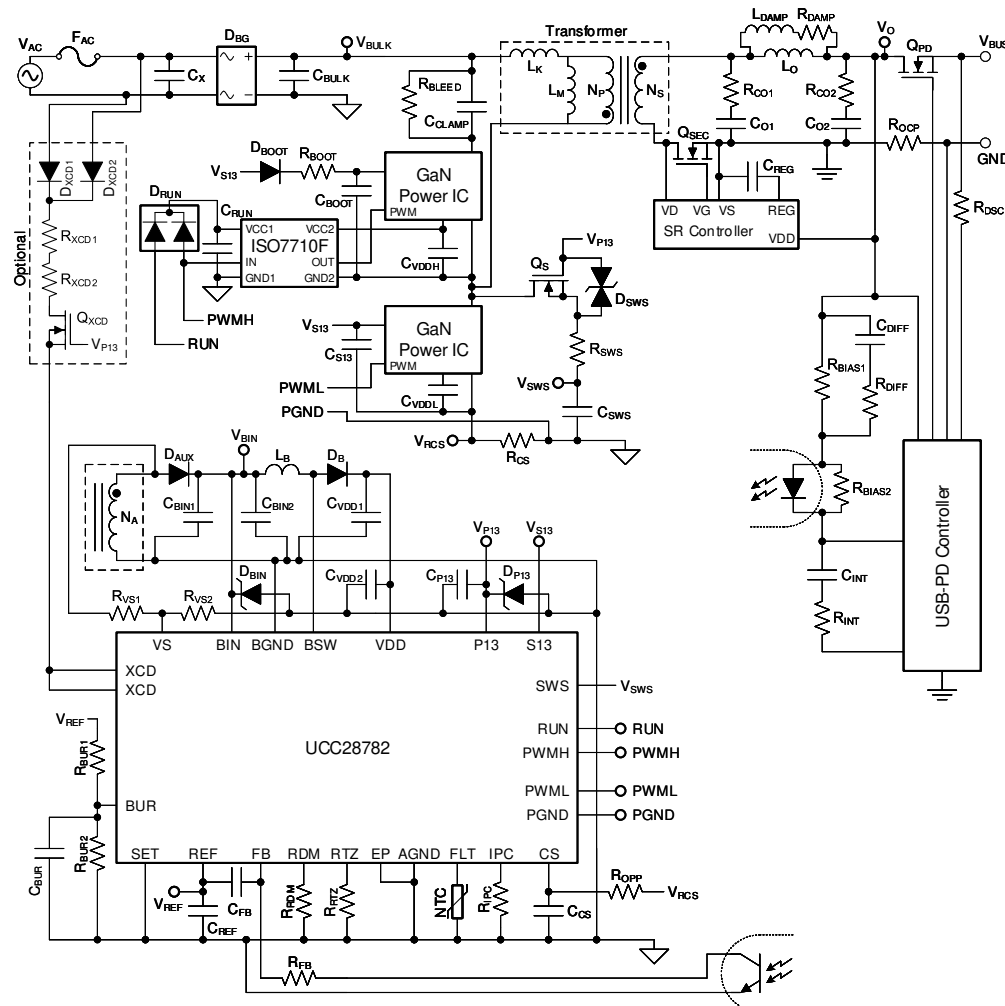 Transformer
LDAMP RDAMP
VAC FAC DBG VBULK LO VO QPD VBUS
CX CBULK RBLEED LK
LM NP NS RCO1 RCO2
CCLAMP
CO1 CO2 ROCP
QSEC
GND
DXCD1 DXCD2
VS13 DBOOT RBOOT
GaN
Power IC
PWM
CBOOT
CREG
VD VG VS REG
VDD
SR Controller
RDSC
DRUN CRUN
VCC1 VCC2
ISO7710F
IN OUT
GND1 GND2
CVDDH
Optional
RXCD1
RXCD2
QXCD
VP13
PWMH
RUN
VP13
QS
DSWS
RSWS
VSWS
CSWS
VS13
CS13
GaN
Power IC
PWM
PWML
CVDDL
PGND
VRCS
RCS
CDIFF
RBIAS1
RDIFF
RBIAS2
CINT
RINT
USB-PD Controller
NA
DAUX VBIN LB DB
CBIN1 CBIN2 CVDD1
VP13 VS13
DBIN CVDD2 CP13 DP13
RVS1 RVS2
VS BIN BGND BSW VDD P13 S13
XCD
XCD
SWS VSWS
VREF
RBUR1
UCC28782
RUN RUN
PWMH PWMH
BUR
PWML PWML
PGND PGND
CBUR
RBUR2
SET REF FB RDM RTZ EP AGND FLT IPC CS
VREF
CFB
CREF
RRDM
RRTZ
NTC
RIPC
CCS
ROPP
VRCS
RFB